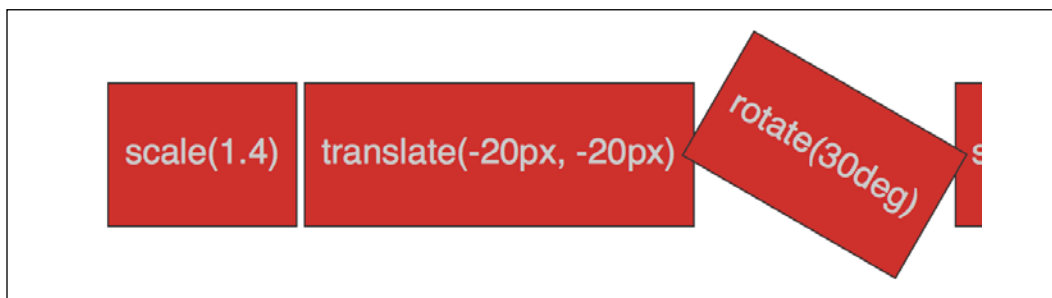 scale(1.4)
translate(-20px, -20px)
rotate(30deg)
s